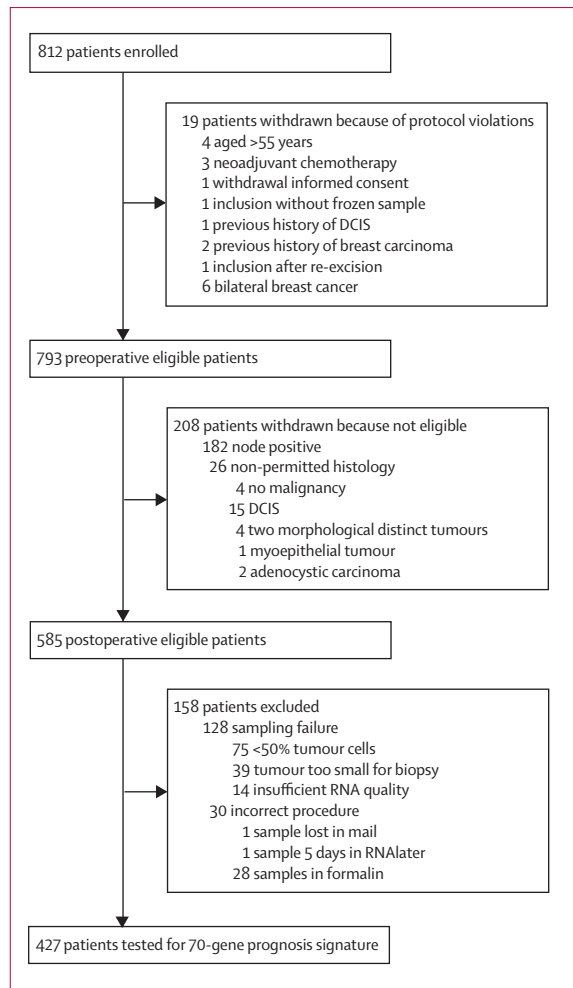 812 patients enrolled
19 patients withdrawn because of protocol violations
4 aged >55 years
3 neoadjuvant chemotherapy
1 withdrawal informed consent
1 inclusion without frozen sample
1 previous history of DCIS
2 previous history of breast carcinoma
1 inclusion after re-excision
6 bilateral breast cancer
793 preoperative eligible patients
208 patients withdrawn because not eligible
182 node positive
26 non-permitted histology
4 no malignancy
15 DCIS
4 two morphological distinct tumours
1 myoepithelial tumour
2 adenocystic carcinoma
585 postoperative eligible patients
158 patients excluded
128 sampling failure
75 <50% tumour cells
39 tumour too small for biopsy
14 insufficient RNA quality
30 incorrect procedure
1 sample lost in mail
1 sample 5 days in RNAlater
28 samples in formalin
427 patients tested for 70-gene prognosis signature